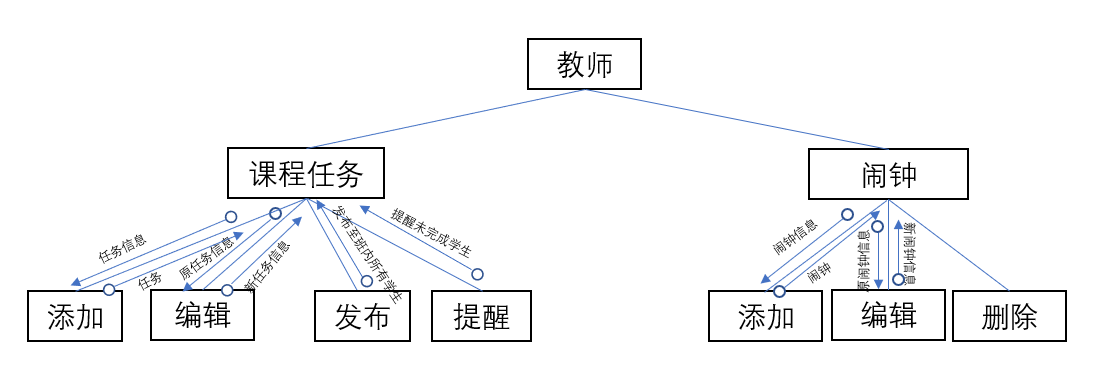 教师
课程任务
闹钟
任务信息
任务
原任务信息
新任务信息
发布至班内所有学生
提醒未完成学生
闹钟信息
闹钟
原闹钟信息
新闹钟信息
添加
编辑
发布
提醒
添加
编辑
删除